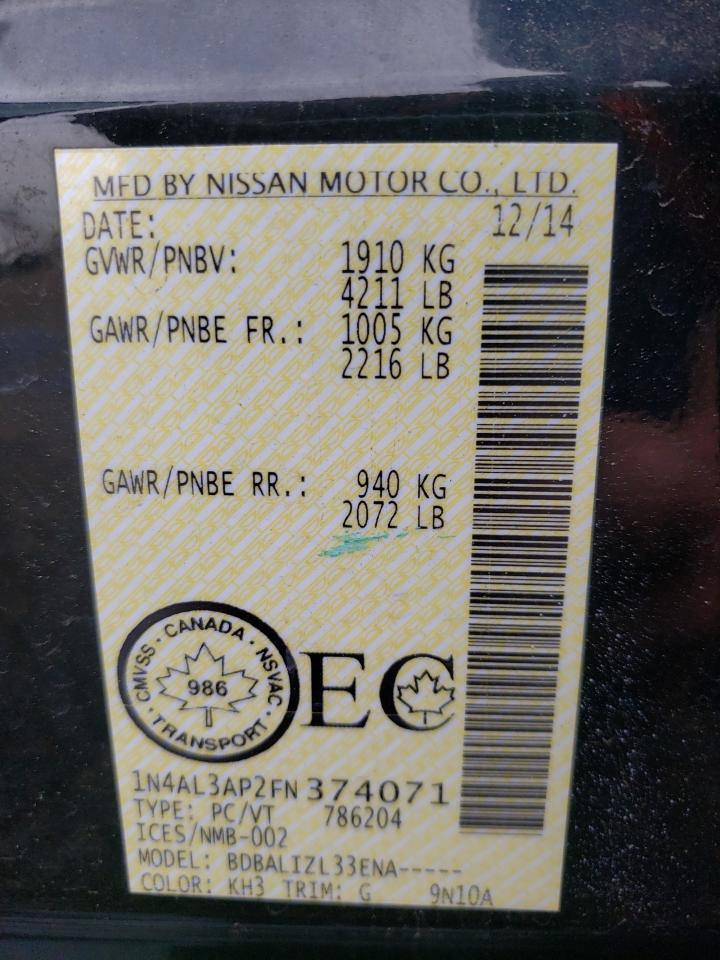 MFD BY NISSAN MOTOR CO., LTD.
DATE: 12/14
GVWR/PNBV: 1910 KG
4211 LB
GAWR/PNBE FR.: 1005 KG
2216 LB
GAWR/PNBE RR.: 940 KG
2072 LB
CANADA · NSVAC · TRANSPORT · CMVSS ·
986
EC
1N4AL3AP2FN374071
TYPE: PC/VT 786204
ICES/NMB-002
MODEL: BDBALIZL33ENA-----
COLOR: KH3 TRIM: G 9N10A